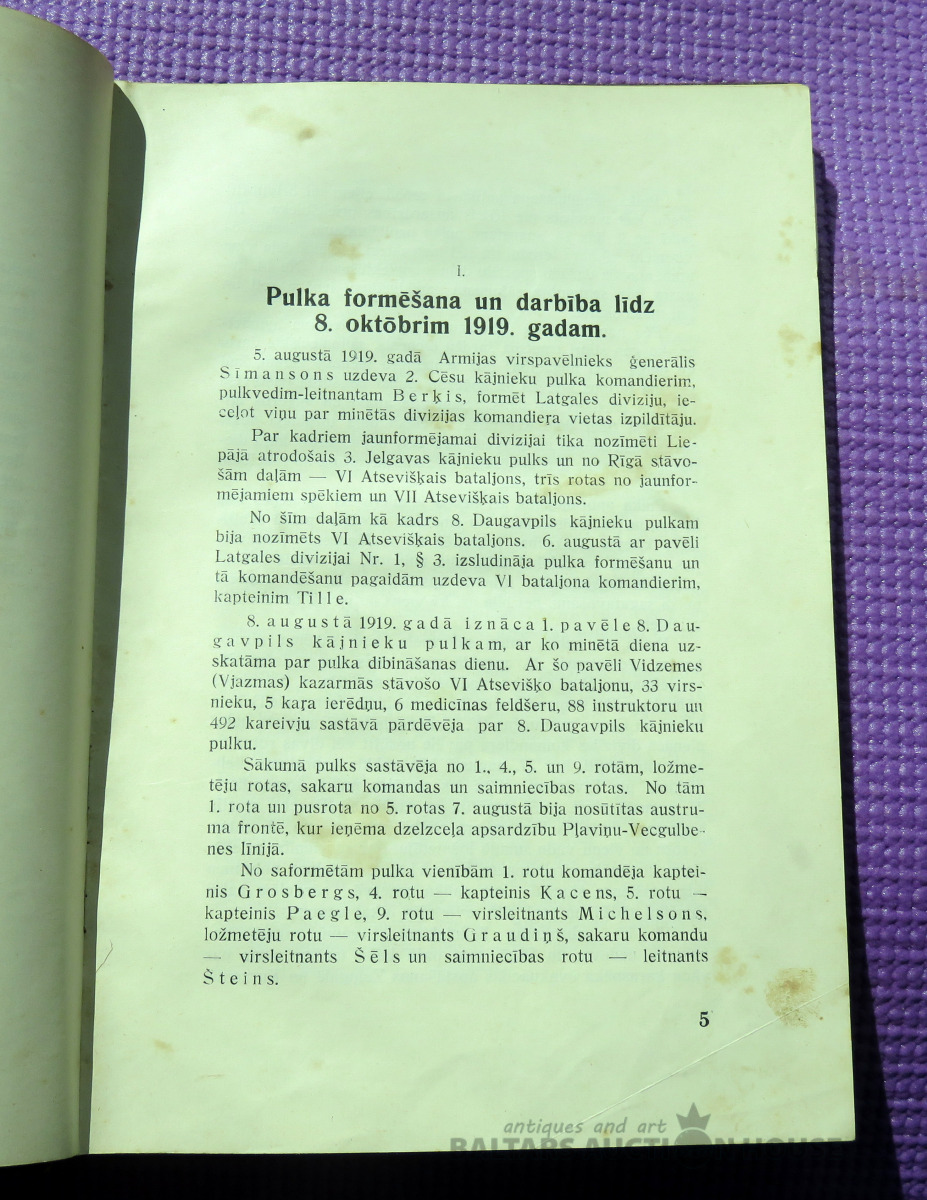 I.
Pulka formēšana un darbība līdz
8. oktōbrim 1919. gadam.
5. augustā 1919. gadā Armijas virspavēlnieks ģenerālis
Sīmansons uzdeva 2. Cēsu kājnieku pulka komandierim,
pulkvedim-leitnantam Berķis, formēt Latgales diviziju, ie-
ceļot viņu par minētās divizijas komandiera vietas izpildītāju.
Par kadriem jaunformējamai divizijai tika nozīmēti Lie-
pājā atrodošais 3. Jelgavas kājnieku pulks un no Rīgā stāvo-
šām daļām — VI Atsevišķais bataljons, trīs rotas no jaunfor-
mējamiem spēkiem un VII Atsevišķais bataljons.
No šīm daļām kā kadrs 8. Daugavpils kājnieku pulkam
bija nozīmēts VI Atsevišķais bataljons. 6. augustā ar pavēli
Latgales divizijai Nr. 1, § 3. izsludināja pulka formēšanu un
tā komandēšanu pagaidām uzdeva VI bataljona komandierim,
kapteinim Tille.
8. augustā 1919. gadā iznāca 1. pavēle 8. Dau-
gavpils kājnieku pulkam, ar ko minētā diena uz-
skatāma par pulka dibināšanas dienu. Ar šo pavēli Vidzemes
(Vjazmas) kazarmās stāvošo VI Atsevišķo bataljonu, 33 virs-
nieku, 5 kaŗa ierēdņu, 6 medicīnas feldšeru, 88 instruktoru un
492 kareivju sastāvā pārdēvēja par 8. Daugavpils kājnieku
pulku.
Sākumā pulks sastāvēja no 1., 4., 5. un 9. rotām, ložme-
tēju rotas, sakaru komandas un saimniecības rotas. No tām
1. rota un pusrota no 5. rotas 7. augustā bija nosūtītas austru-
ma frontē, kur ieņēma dzelzceļa apsardzību Pļaviņu-Vecgulbe-
nes līnijā.
No saformētām pulka vienībām 1. rotu komandēja kaptei-
nis Grosbergs, 4. rotu — kapteinis Kacens, 5. rotu —
kapteinis Paegle, 9. rotu — virsleitnants Michelsons,
ložmetēju rotu — virsleitnants Graudiņš, sakaru komandu
— virsleitnants Šēls un saimniecības rotu — leitnants
Šteins.
5
antiques and art
BALTARS AUCTION HOUSE